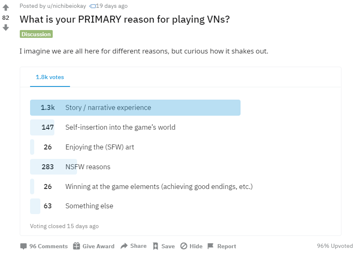 Posted by u/nichibeiokay 19 days ago
82
What is your PRIMARY reason for playing VNs?
Discussion
I imagine we are all here for different reasons, but curious how it shakes out.
1.8k votes
1.3k Story / narrative experience
147 Self-insertion into the game's world
26 Enjoying the (SFW) art
283 NSFW reasons
26 Winning at the game elements (achieving good endings, etc.)
63 Something else
Voting closed 15 days ago
96 Comments Give Award Share Save Hide Report 96% Upvoted